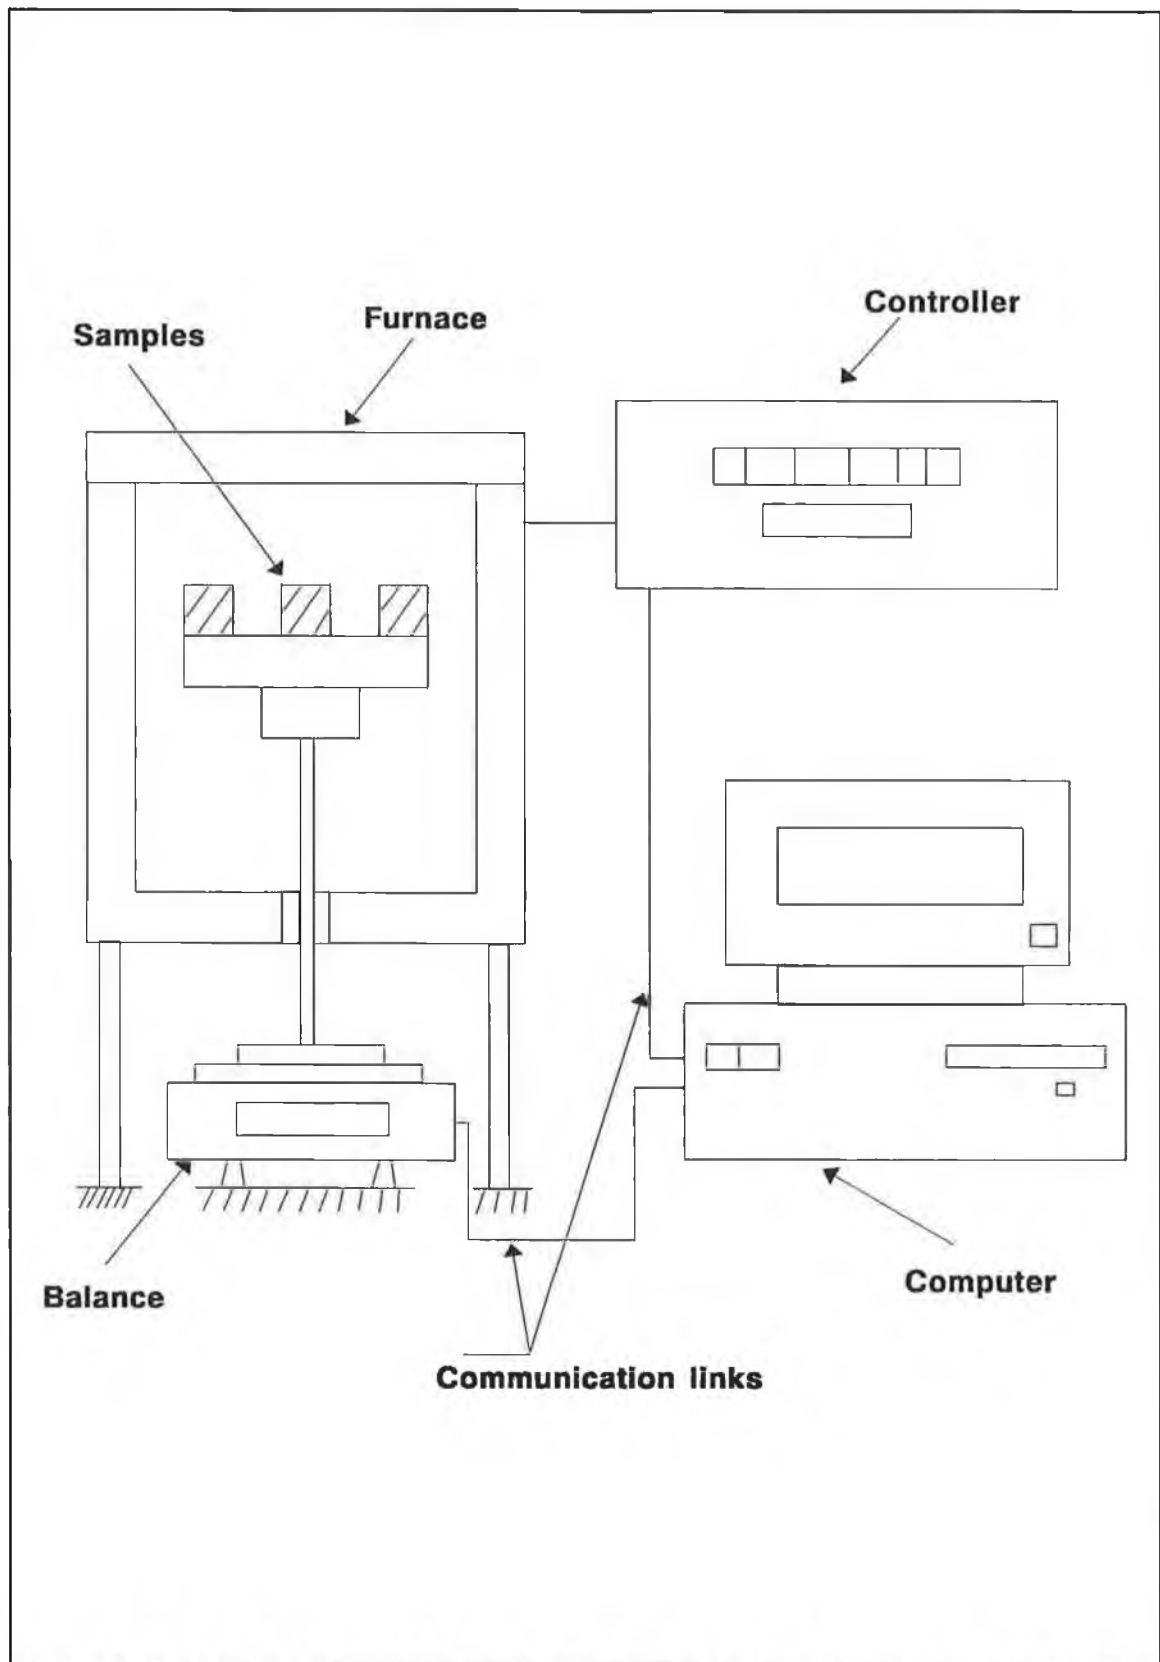 Controller
Furnace
Samples
Computer
Balance
Communication links